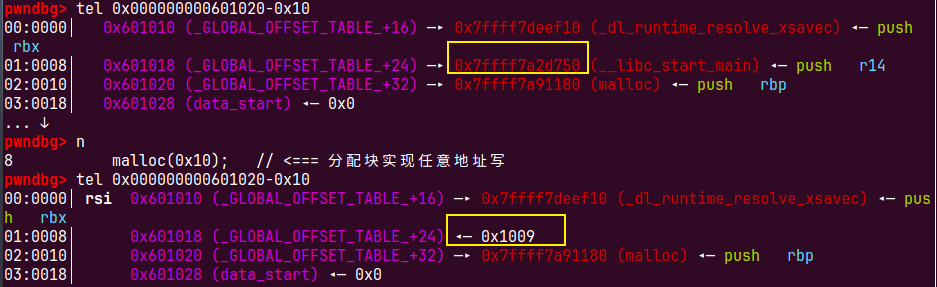 pwndbg> tel 0x000000000601020-0x10
00:0000│      0x601010 (_GLOBAL_OFFSET_TABLE_+16) —▸ 0x7ffff7deef10 (_dl_runtime_resolve_xsavec) ◂— push
  rbx
01:0008│      0x601018 (_GLOBAL_OFFSET_TABLE_+24) —▸ 0x7ffff7a2d750 (__libc_start_main) ◂— push   r14
02:0010│      0x601020 (_GLOBAL_OFFSET_TABLE_+32) —▸ 0x7ffff7a91180 (malloc) ◂— push   rbp
03:0018│      0x601028 (data_start) ◂— 0x0
... ↓
pwndbg> n
8           malloc(0x10);   // <=== 分配块实现任意地址写
pwndbg> tel 0x000000000601020-0x10
00:0000│ rsi  0x601010 (_GLOBAL_OFFSET_TABLE_+16) —▸ 0x7ffff7deef10 (_dl_runtime_resolve_xsavec) ◂— pus
h   rbx
01:0008│      0x601018 (_GLOBAL_OFFSET_TABLE_+24) ◂— 0x1009
02:0010│      0x601020 (_GLOBAL_OFFSET_TABLE_+32) —▸ 0x7ffff7a91180 (malloc) ◂— push   rbp
03:0018│      0x601028 (data_start) ◂— 0x0